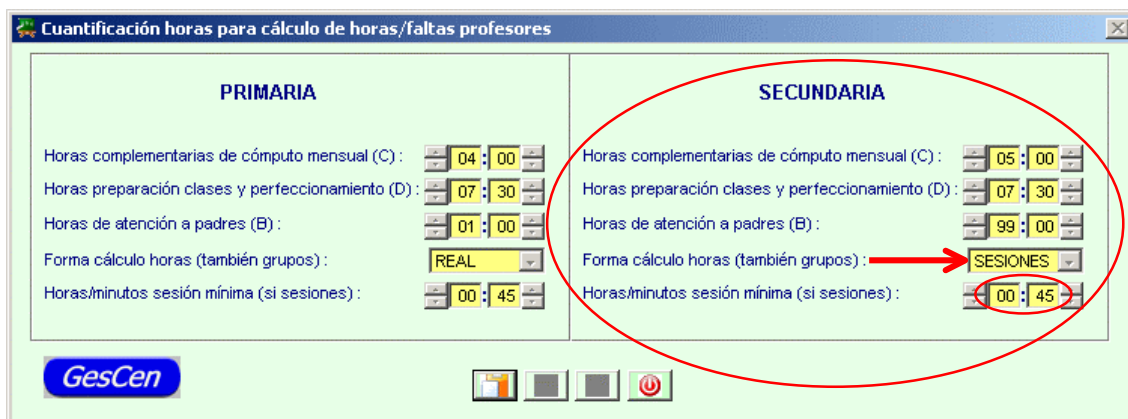 Cuantificación horas para cálculo de horas/faltas profesores
PRIMARIA
Horas complementarias de cómputo mensual (C) : 04 : 00
Horas preparación clases y perfeccionamiento (D) : 07 : 30
Horas de atención a padres (B) : 01 : 00
Forma cálculo horas (también grupos) : REAL
Horas/minutos sesión mínima (si sesiones) : 00 : 45
SECUNDARIA
Horas complementarias de cómputo mensual (C) : 05 : 00
Horas preparación clases y perfeccionamiento (D) : 07 : 30
Horas de atención a padres (B) : 99 : 00
Forma cálculo horas (también grupos) : SESIONES
Horas/minutos sesión mínima (si sesiones) : 00 : 45
GesCen